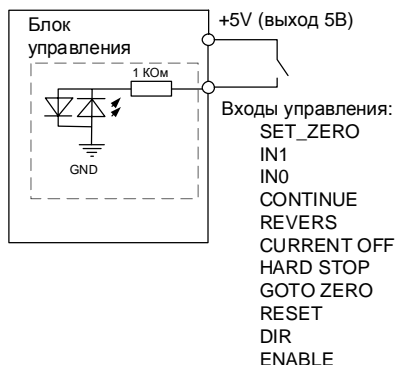 Блок
управления
+5V (выход 5В)
1 КОм
GND
Входы управления:
SET_ZERO
IN1
IN0
CONTINUE
REVERS
CURRENT OFF
HARD STOP
GOTO ZERO
RESET
DIR
ENABLE